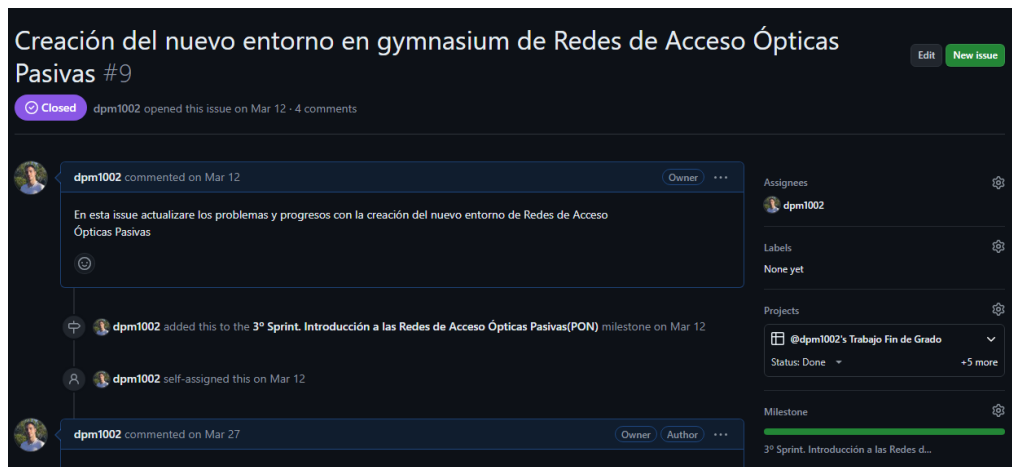 Creación del nuevo entorno en gymnasium de Redes de Acceso Ópticas
Pasivas #9
Edit
New issue
Closed
dpm1002 opened this issue on Mar 12 · 4 comments
dpm1002 commented on Mar 12
Owner
En esta issue actualizare los problemas y progresos con la creación del nuevo entorno de Redes de Acceso
Ópticas Pasivas
dpm1002 added this to the 3º Sprint. Introducción a las Redes de Acceso Ópticas Pasivas(PON) milestone on Mar 12
dpm1002 self-assigned this on Mar 12
dpm1002 commented on Mar 27
Owner
Author
Assignees
dpm1002
Labels
None yet
Projects
@dpm1002's Trabajo Fin de Grado
Status: Done
+5 more
Milestone
3º Sprint. Introducción a las Redes d...